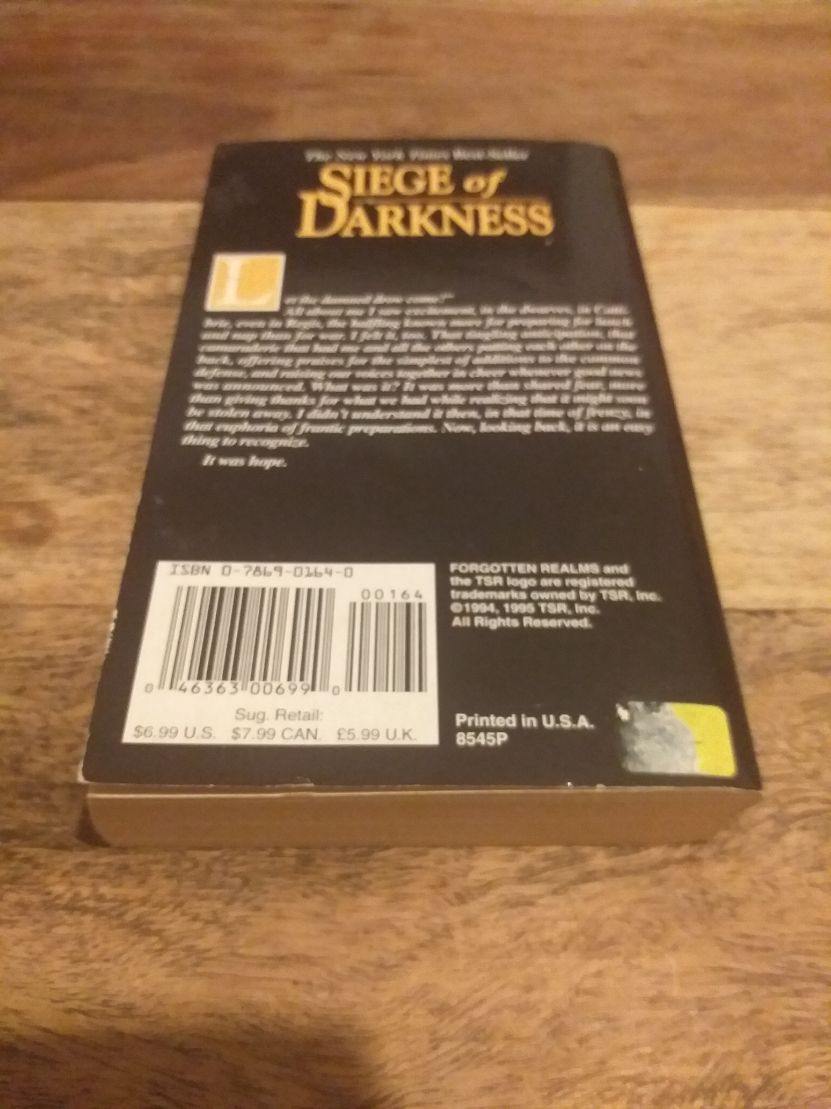 The New York Times Best Seller
SIEGE of
DARKNESS
Let the damned drow come!"
All about me I saw excitement, in the dwarves, in Catti-
brie, even in Regis, the halfling known more for preparing for lunch
and nap than for war. I felt it, too. That tingling anticipation, that
comraderie that had me and all the others patting each other on the
back, offering praises for the simplest of additions to the common
defense, and raising our voices together in cheer whenever good news
was announced. What was it? It was more than shared fear, more
than giving thanks for what we had while realizing that it might soon
be stolen away. I didn't understand it then, in that time of frenzy, in
that euphoria of frantic preparations. Now, looking back, it is an easy
thing to recognize.
It was hope.
ISBN 0-7869-0164-0
00164
0 46363 00699 0
Sug. Retail:
$6.99 U.S. $7.99 CAN. £5.99 U.K.
FORGOTTEN REALMS and
the TSR logo are registered
trademarks owned by TSR, Inc.
©1994, 1995 TSR, Inc.
All Rights Reserved.
Printed in U.S.A.
8545P